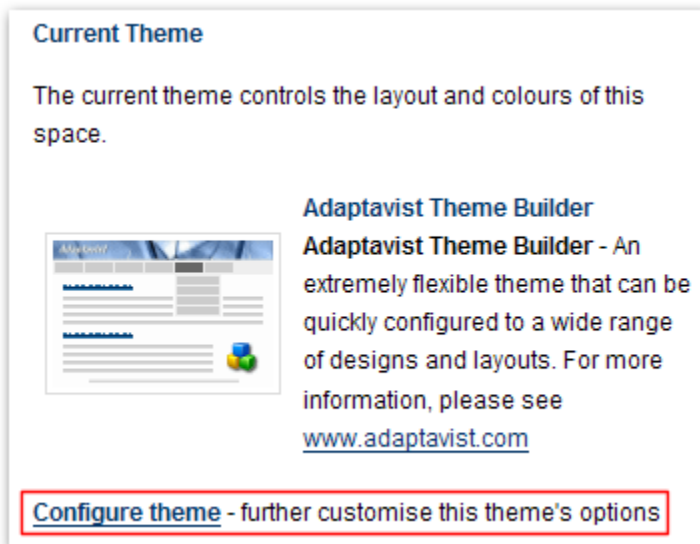 Current Theme
The current theme controls the layout and colours of this
space.
Adaptavist
Adaptavist Theme Builder
Adaptavist Theme Builder - An
extremely flexible theme that can be
quickly configured to a wide range
of designs and layouts. For more
information, please see
www.adaptavist.com
Configure theme - further customise this theme's options